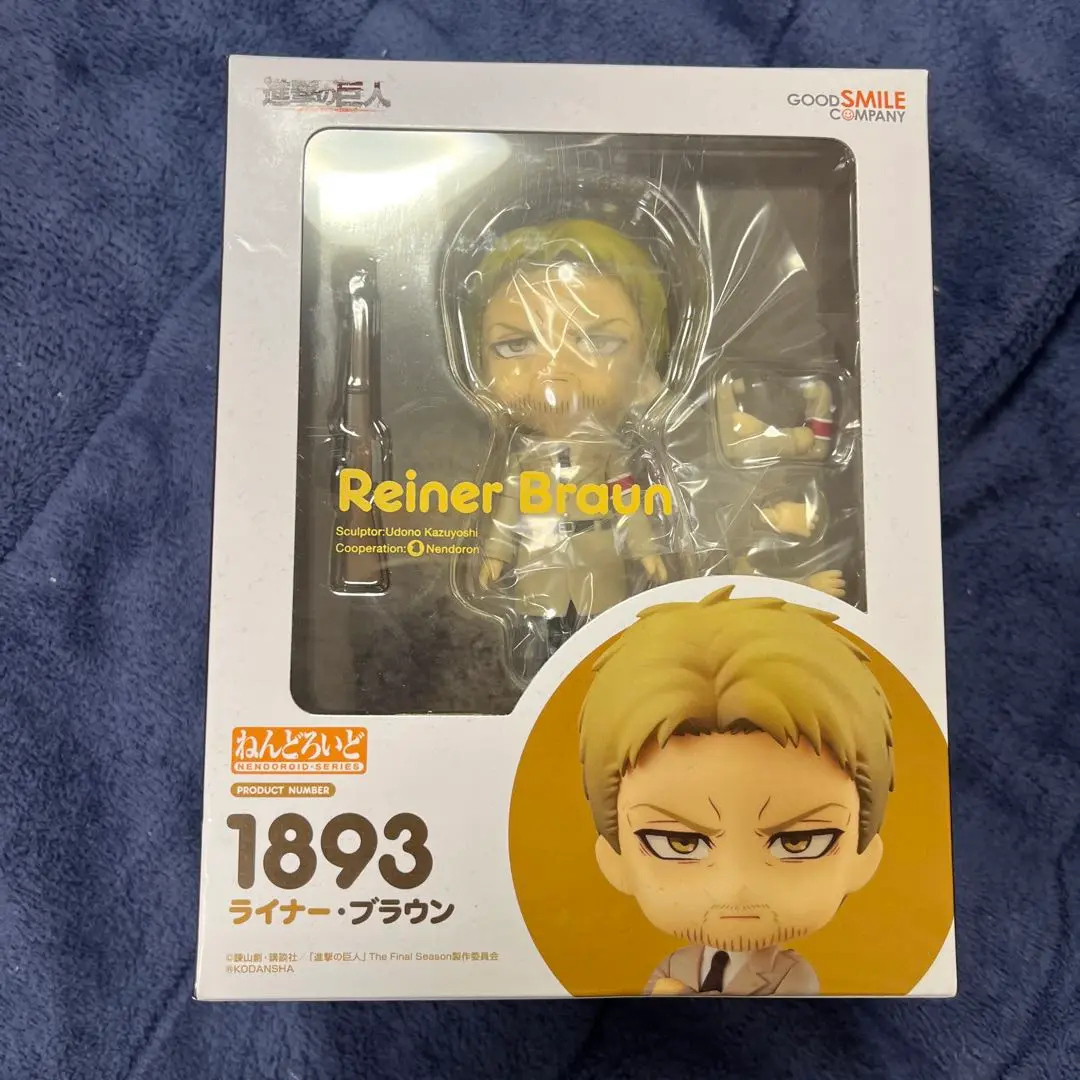 進撃の巨人
GOOD SMILE
COMPANY
Reiner Braun
Sculptor:Udono Kazuyoshi
Cooperation: Nendoron
ねんどろいど
NENDOROID-SERIES
PRODUCT NUMBER
1893
ライナー・ブラウン
©諫山創・講談社/「進撃の巨人」The Final Season製作委員会
®KODANSHA